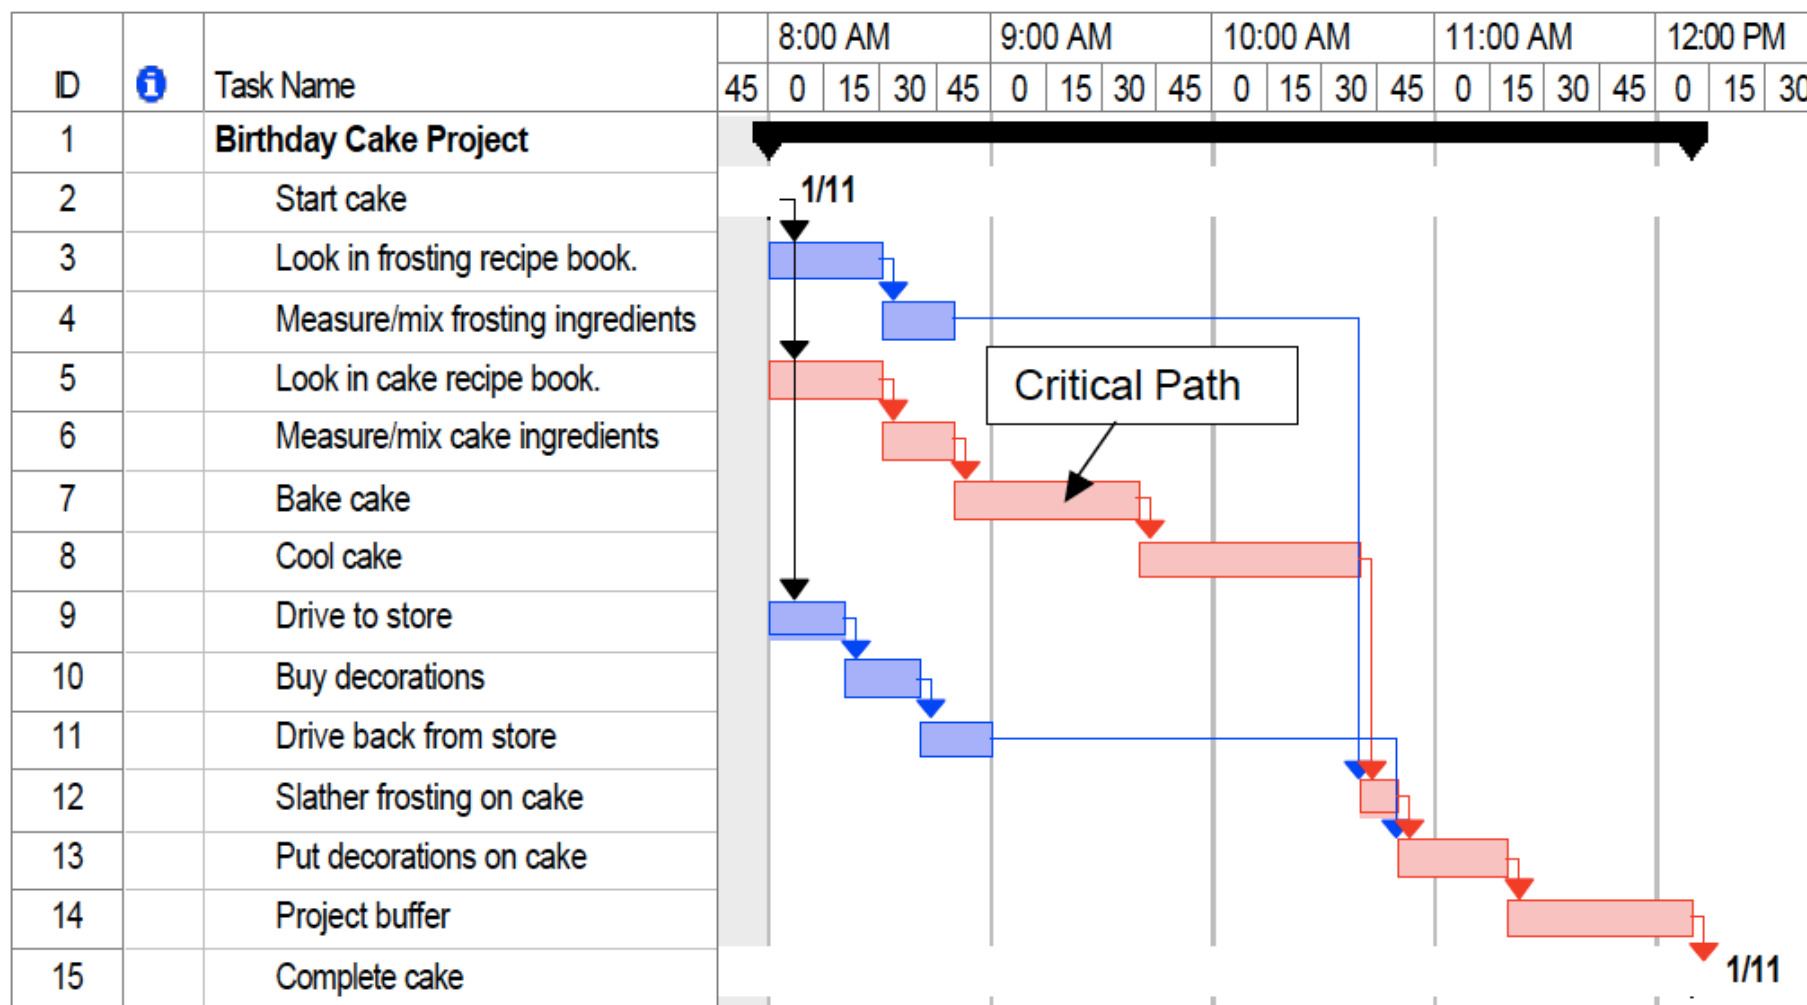 8:00 AM 9:00 AM 10:00 AM 11:00 AM 12:00 PM
ID i Task Name 45 0 15 30 45 0 15 30 45 0 15 30 45 0 15 30 45 0 15 30
1 Birthday Cake Project
2 Start cake 1/11
3 Look in frosting recipe book.
4 Measure/mix frosting ingredients
5 Look in cake recipe book. Critical Path
6 Measure/mix cake ingredients
7 Bake cake
8 Cool cake
9 Drive to store
10 Buy decorations
11 Drive back from store
12 Slather frosting on cake
13 Put decorations on cake
14 Project buffer
15 Complete cake 1/11